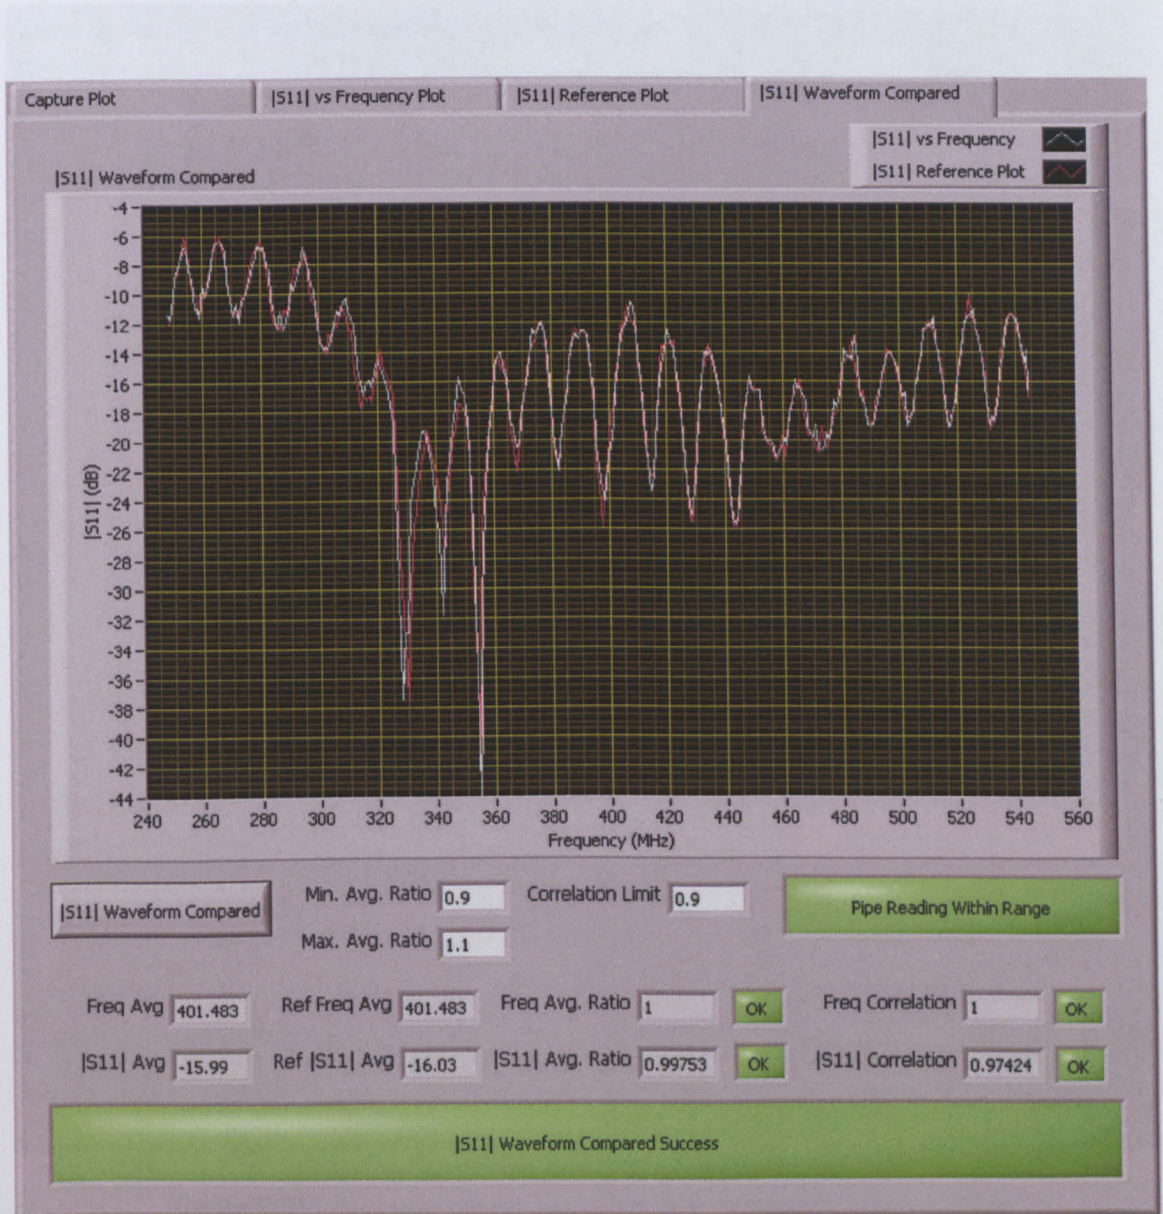 Capture Plot
|S11| vs Frequency Plot
|S11| Reference Plot
|S11| Waveform Compared
|S11| vs Frequency
|S11| Reference Plot
|S11| Waveform Compared
-4
-6
-8
-10
-12
-14
-16
-18
-20
-22
-24
-26
-28
-30
-32
-34
-36
-38
-40
-42
-44
|S11| (dB)
240 260 280 300 320 340 360 380 400 420 440 460 480 500 520 540 560
Frequency (MHz)
|S11| Waveform Compared
Min. Avg. Ratio 0.9
Correlation Limit 0.9
Pipe Reading Within Range
Max. Avg. Ratio 1.1
Freq Avg 401.483
Ref Freq Avg 401.483
Freq Avg. Ratio 1
OK
Freq Correlation 1
OK
|S11| Avg -15.99
Ref |S11| Avg -16.03
|S11| Avg. Ratio 0.99753
OK
|S11| Correlation 0.97424
OK
|S11| Waveform Compared Success